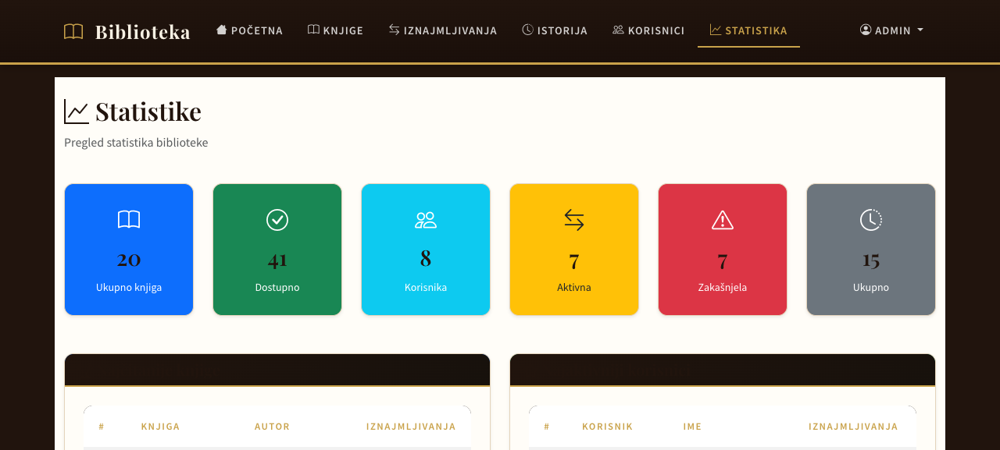 Biblioteka POČETNA KNJIGE IZNAJMLJIVANJA ISTORIJA KORISNICI STATISTIKA ADMIN
Statistike
Pregled statistika biblioteke
20 41 8 7 7 15
Ukupno knjiga Dostupno Korisnika Aktivna Zakašnjela Ukupno
# KNJIGA AUTOR IZNAJMLJIVANJA # KORISNIK IME IZNAJMLJIVANJA